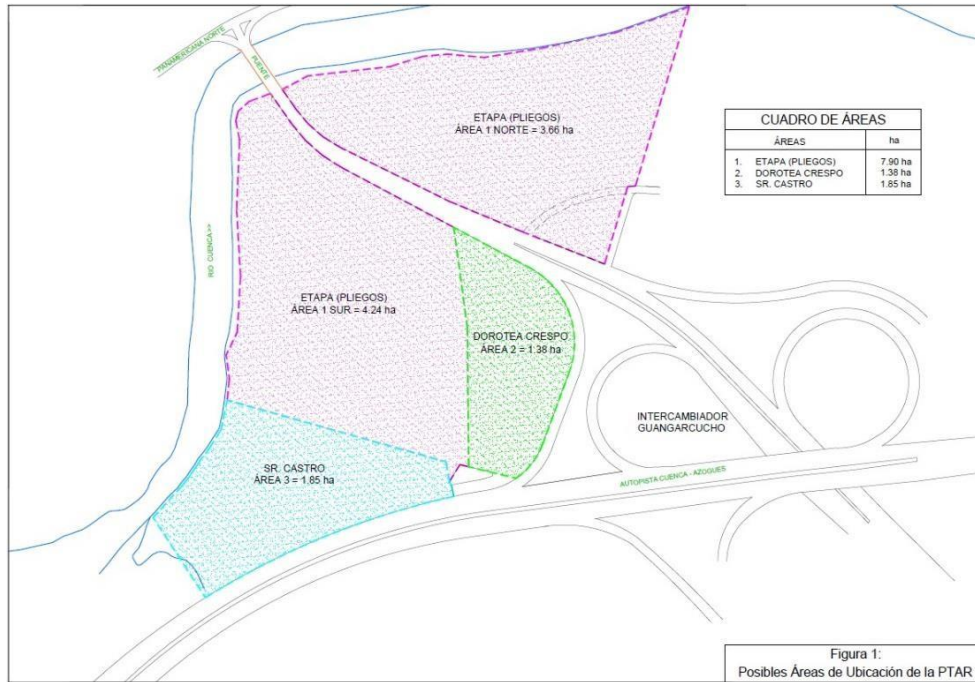 PANAMERICANA NORTE
PUENTE
ETAPA (PLIEGOS)
ÁREA 1 NORTE = 3.66 ha
CUADRO DE ÁREAS
ÁREAS ha
1. ETAPA (PLIEGOS) 7.90 ha
2. DOROTEA CRESPO 1.38 ha
3. SR. CASTRO 1.85 ha
RIO CUENCA >>
ETAPA (PLIEGOS)
ÁREA 1 SUR = 4.24 ha
DOROTEA CRESPO
ÁREA 2 = 1.38 ha
INTERCAMBIADOR
GUANGARCUCHO
SR. CASTRO
ÁREA 3 = 1.85 ha
AUTOPISTA CUENCA - AZOGUES
Figura 1:
Posibles Áreas de Ubicación de la PTAR